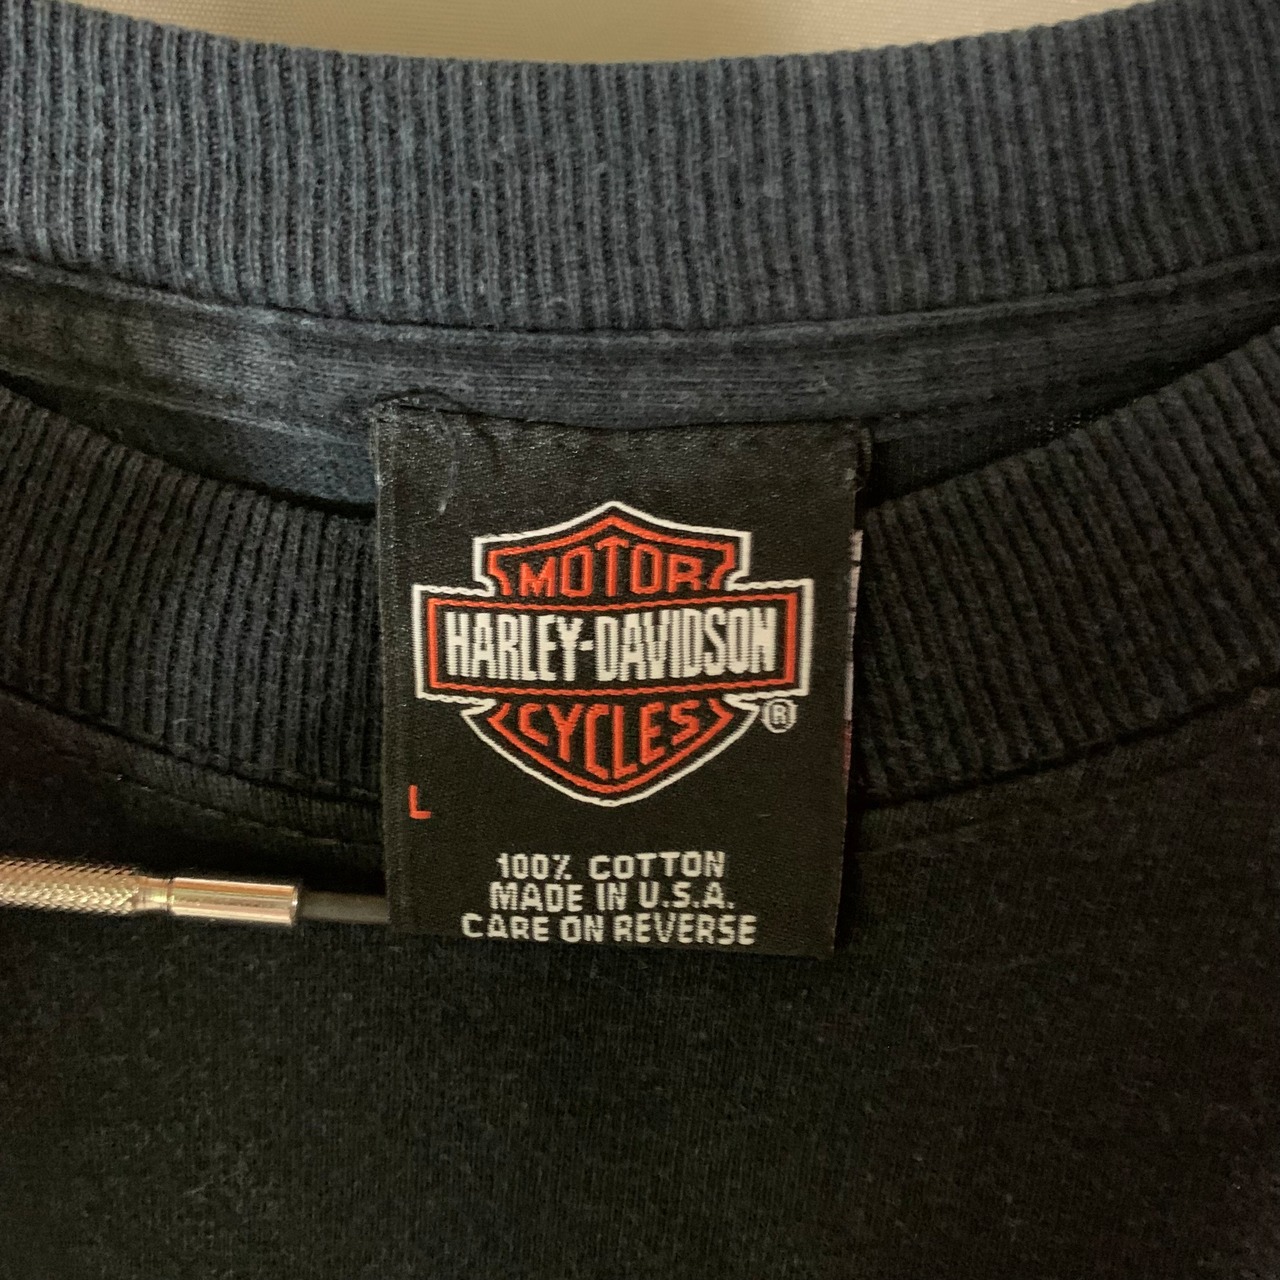 MOTOR
HARLEY-DAVIDSON
CYCLES
®
L
100% COTTON
MADE IN U.S.A.
CARE ON REVERSE